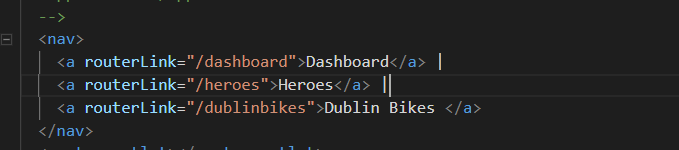 -->
<nav>
<a routerLink="/dashboard">Dashboard</a> |
<a routerLink="/heroes">Heroes</a> |
<a routerLink="/dublinbikes">Dublin Bikes </a>
</nav>